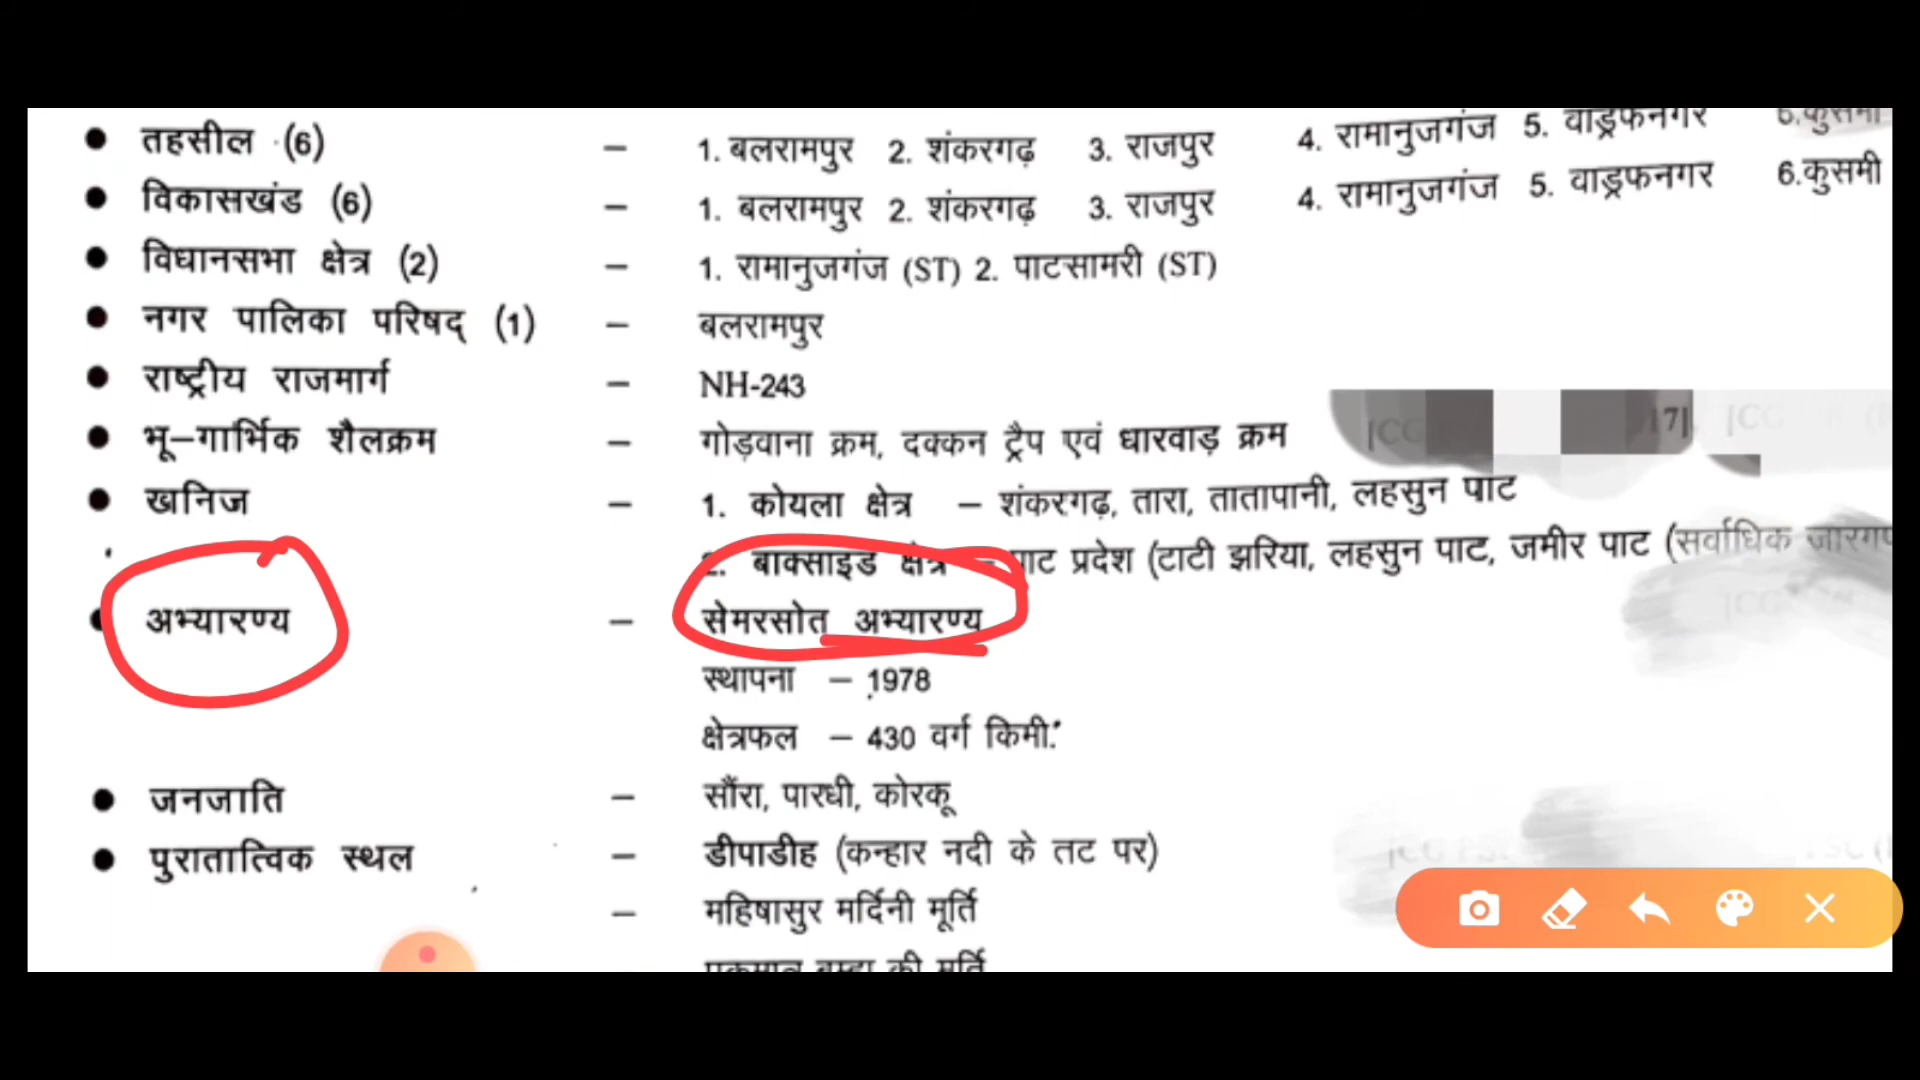 तहसील (6) – 1. बलरामपुर 2. शंकरगढ़ 3. राजपुर 4. रामानुजगंज 5. वाड्रफनगर 6.कुसमी
विकासखंड (6) – 1. बलरामपुर 2. शंकरगढ़ 3. राजपुर 4. रामानुजगंज 5. वाड्रफनगर 6.कुसमी
विधानसभा क्षेत्र (2) – 1. रामानुजगंज (ST) 2. पाटसामरी (ST)
नगर पालिका परिषद् (1) – बलरामपुर
राष्ट्रीय राजमार्ग – NH-243
भू–गार्भिक शैलक्रम – गोड़वाना क्रम, दक्कन ट्रैप एवं धारवाड़ क्रम
खनिज – 1. कोयला क्षेत्र – शंकरगढ़, तारा, तातापानी, लहसुन पाट
2. बाक्साइड क्षेत्र – पाट प्रदेश (टाटी झरिया, लहसुन पाट, जमीर पाट (सर्वाधिक
अभ्यारण्य – सेमरसोत अभ्यारण्य
स्थापना – 1978
क्षेत्रफल – 430 वर्ग किमी.
जनजाति – सौंरा, पारधी, कोरकू
पुरातात्विक स्थल – डीपाडीह (कन्हार नदी के तट पर)
– महिषासुर मर्दिनी मूर्ति